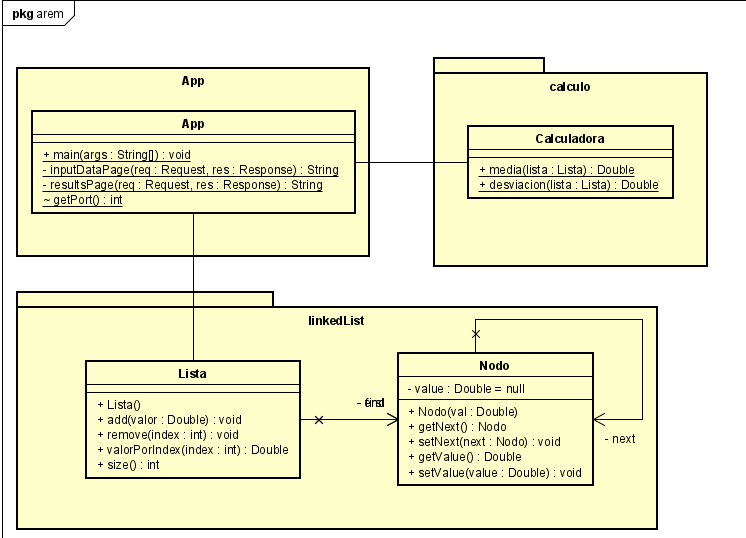 pkg arem
App
App
+ main(args : String[]) : void
- inputDataPage(req : Request, res : Response) : String
- resultsPage(req : Request, res : Response) : String
~ getPort() : int
calculo
Calculadora
+ media(lista : Lista) : Double
+ desviacion(lista : Lista) : Double
linkedList
Lista
+ Lista()
+ add(valor : Double) : void
+ remove(index : int) : void
+ valorPorIndex(index : int) : Double
+ size() : int
Nodo
- value : Double = null
+ Nodo(val : Double)
+ getNext() : Nodo
+ setNext(next : Nodo) : void
+ getValue() : Double
+ setValue(value : Double) : void
- next